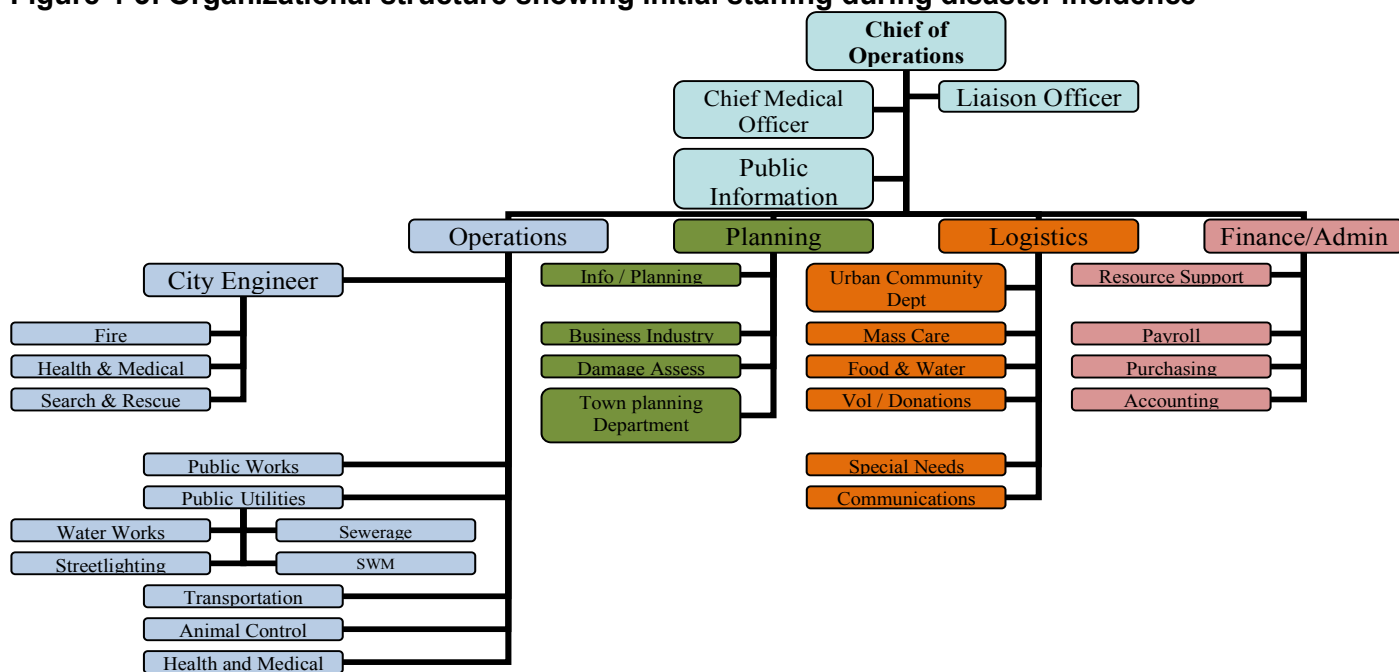 Chief of
Operations
Chief Medical
Officer
Liaison Officer
Public
Information
Operations
Planning
Logistics
Finance/Admin
City Engineer
Fire
Health & Medical
Search & Rescue
Public Works
Public Utilities
Water Works
Sewerage
Streetlighting
SWM
Transportation
Animal Control
Health and Medical
Info / Planning
Business Industry
Damage Assess
Town planning
Department
Urban Community
Dept
Mass Care
Food & Water
Vol / Donations
Special Needs
Communications
Resource Support
Payroll
Purchasing
Accounting